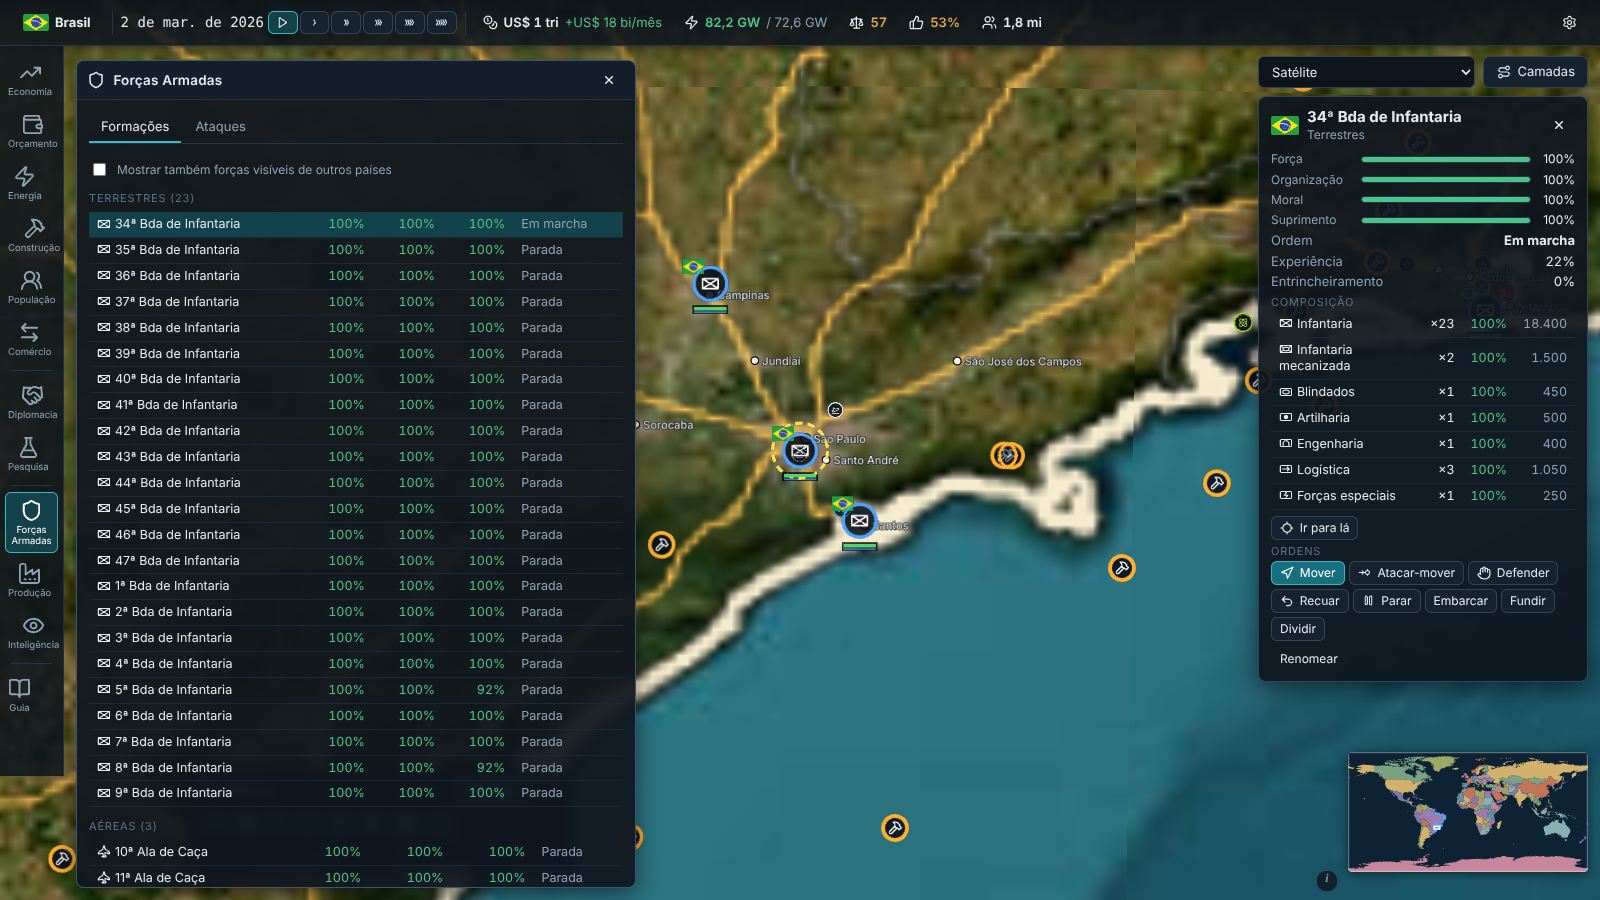 Brasil
2 de mar. de 2026
US$ 1 tri +US$ 18 bi/mês
82,2 GW / 72,6 GW
57
53%
1,8 mi
Economia
Orçamento
Energia
Construção
População
Comércio
Diplomacia
Pesquisa
Forças Armadas
Produção
Inteligência
Guia
Forças Armadas
Formações
Ataques
Mostrar também forças visíveis de outros países
TERRESTRES (23)
34ª Bda de Infantaria 100% 100% 100% Em marcha
35ª Bda de Infantaria 100% 100% 100% Parada
36ª Bda de Infantaria 100% 100% 100% Parada
37ª Bda de Infantaria 100% 100% 100% Parada
38ª Bda de Infantaria 100% 100% 100% Parada
39ª Bda de Infantaria 100% 100% 100% Parada
40ª Bda de Infantaria 100% 100% 100% Parada
41ª Bda de Infantaria 100% 100% 100% Parada
42ª Bda de Infantaria 100% 100% 100% Parada
43ª Bda de Infantaria 100% 100% 100% Parada
44ª Bda de Infantaria 100% 100% 100% Parada
45ª Bda de Infantaria 100% 100% 100% Parada
46ª Bda de Infantaria 100% 100% 100% Parada
47ª Bda de Infantaria 100% 100% 100% Parada
1ª Bda de Infantaria 100% 100% 100% Parada
2ª Bda de Infantaria 100% 100% 100% Parada
3ª Bda de Infantaria 100% 100% 100% Parada
4ª Bda de Infantaria 100% 100% 100% Parada
5ª Bda de Infantaria 100% 100% 92% Parada
6ª Bda de Infantaria 100% 100% 100% Parada
7ª Bda de Infantaria 100% 100% 100% Parada
8ª Bda de Infantaria 100% 100% 92% Parada
9ª Bda de Infantaria 100% 100% 100% Parada
AÉREAS (3)
10ª Ala de Caça 100% 100% 100% Parada
11ª Ala de Caça 100% 100% 100% Parada
ampinas
Jundiaí
São José dos Campos
Sorocaba
São Paulo
Santo André
antos
Satélite
Camadas
34ª Bda de Infantaria
Terrestres
Força 100%
Organização 100%
Moral 100%
Suprimento 100%
Ordem Em marcha
Experiência 22%
Entrincheiramento 0%
COMPOSIÇÃO
Infantaria ×23 100% 18.400
Infantaria mecanizada ×2 100% 1.500
Blindados ×1 100% 450
Artilharia ×1 100% 500
Engenharia ×1 100% 400
Logística ×3 100% 1.050
Forças especiais ×1 100% 250
Ir para lá
ORDENS
Mover
Atacar-mover
Defender
Recuar
Parar
Embarcar
Fundir
Dividir
Renomear
i